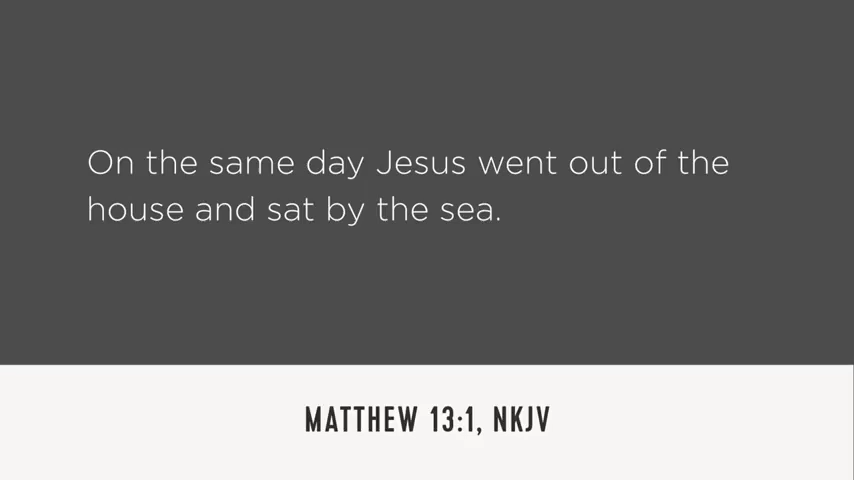 On the same day Jesus went out of the
house and sat by the sea.
MATTHEW 13:1, NKJV